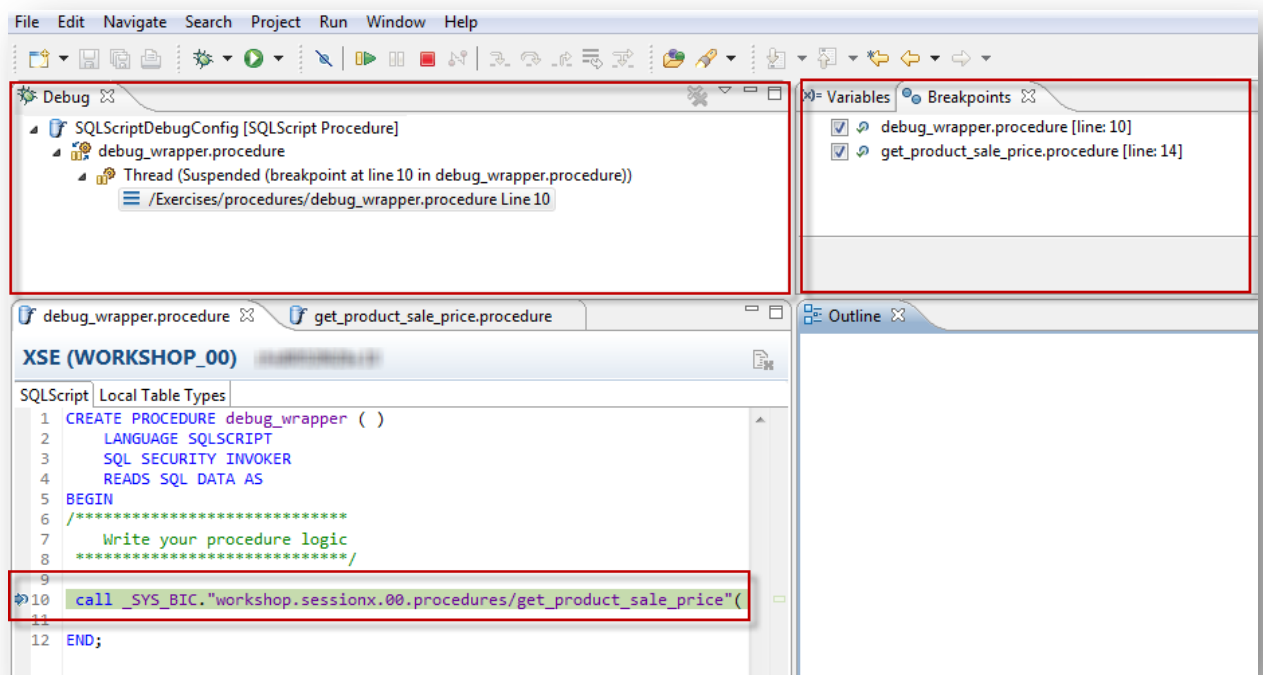 File Edit Navigate Search Project Run Window Help
Debug
SQLScriptDebugConfig [SQLScript Procedure]
debug_wrapper.procedure
Thread (Suspended (breakpoint at line 10 in debug_wrapper.procedure))
/Exercises/procedures/debug_wrapper.procedure Line 10
(x)= Variables Breakpoints
debug_wrapper.procedure [line: 10]
get_product_sale_price.procedure [line: 14]
debug_wrapper.procedure get_product_sale_price.procedure
Outline
XSE (WORKSHOP_00)
SQLScript Local Table Types
1 CREATE PROCEDURE debug_wrapper ( )
2 LANGUAGE SQLSCRIPT
3 SQL SECURITY INVOKER
4 READS SQL DATA AS
5 BEGIN
6 /*****************************
7 Write your procedure logic
8 *****************************/
9
10 call _SYS_BIC."workshop.sessionx.00.procedures/get_product_sale_price"(
11
12 END;